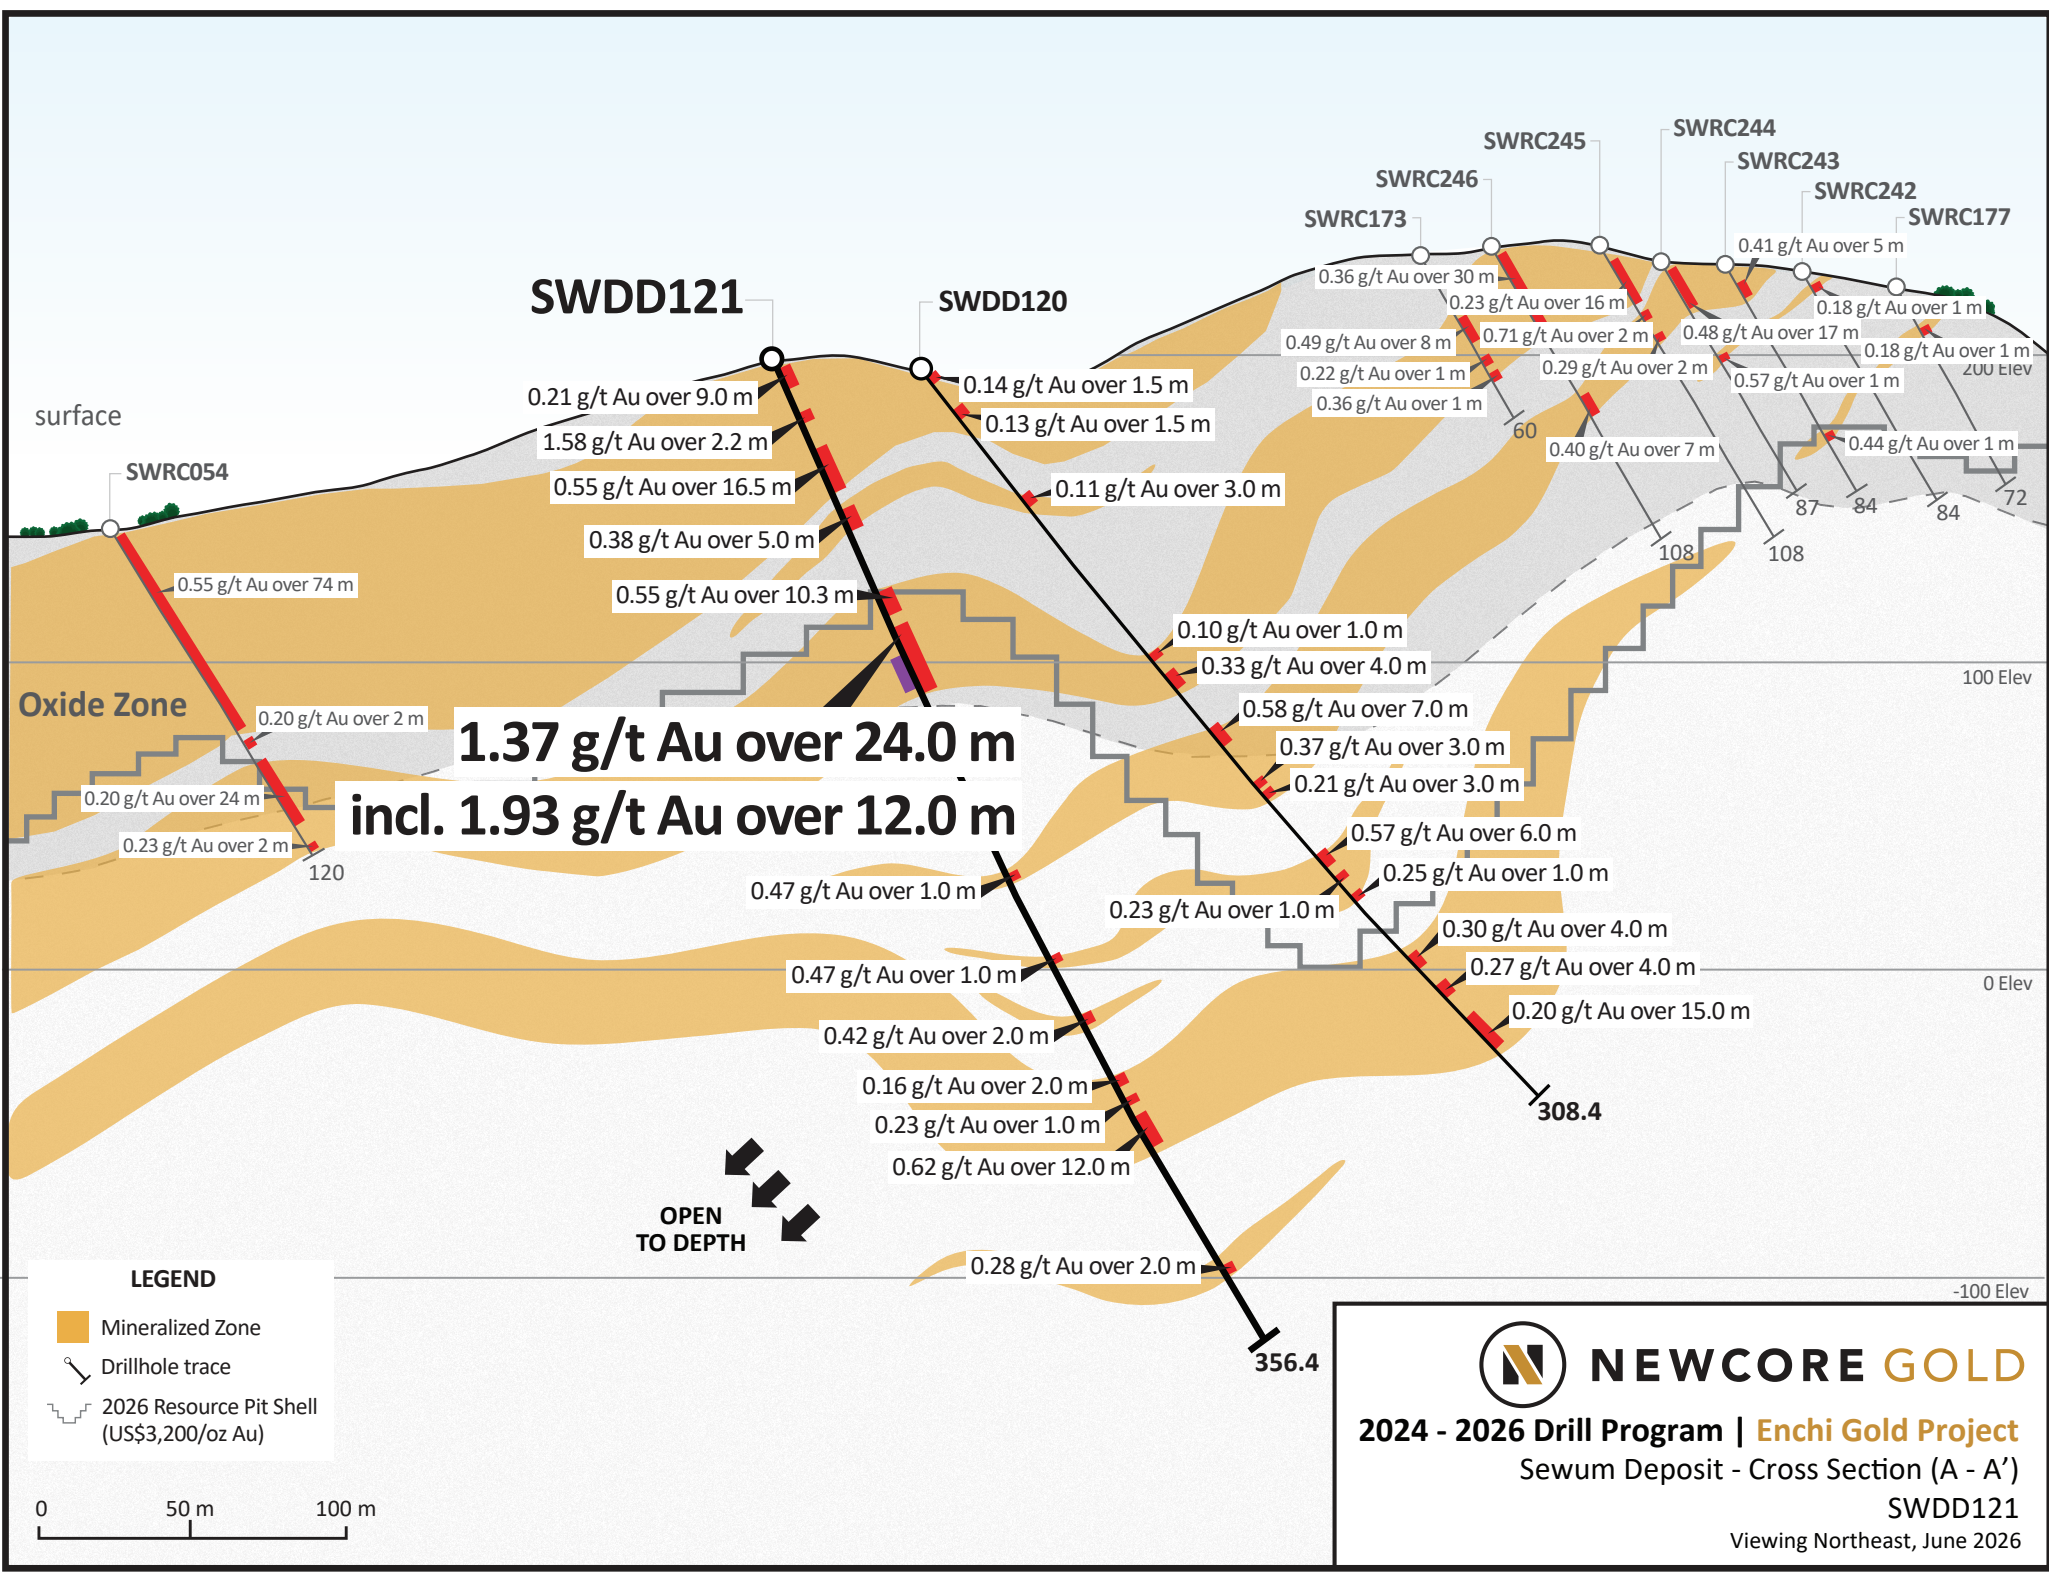 SWRC244
SWRC245
SWRC243
SWRC246
SWRC242
SWRC173
SWRC177
0.41 g/t Au over 5 m
0.36 g/t Au over 30 m
SWDD121
SWDD120
0.23 g/t Au over 16 m
0.18 g/t Au over 1 m
0.49 g/t Au over 8 m
0.71 g/t Au over 2 m
0.48 g/t Au over 17 m
0.18 g/t Au over 1 m
200 Elev
0.22 g/t Au over 1 m
0.29 g/t Au over 2 m
0.57 g/t Au over 1 m
0.36 g/t Au over 1 m
0.21 g/t Au over 9.0 m
0.14 g/t Au over 1.5 m
surface
0.13 g/t Au over 1.5 m
60
1.58 g/t Au over 2.2 m
0.40 g/t Au over 7 m
0.44 g/t Au over 1 m
SWRC054
0.55 g/t Au over 16.5 m
0.11 g/t Au over 3.0 m
87
84
84
72
0.38 g/t Au over 5.0 m
108
108
0.55 g/t Au over 74 m
0.55 g/t Au over 10.3 m
0.10 g/t Au over 1.0 m
0.33 g/t Au over 4.0 m
100 Elev
Oxide Zone
0.20 g/t Au over 2 m
0.58 g/t Au over 7.0 m
1.37 g/t Au over 24.0 m
0.37 g/t Au over 3.0 m
0.21 g/t Au over 3.0 m
0.20 g/t Au over 24 m
incl. 1.93 g/t Au over 12.0 m
0.57 g/t Au over 6.0 m
0.23 g/t Au over 2 m
120
0.25 g/t Au over 1.0 m
0.47 g/t Au over 1.0 m
0.23 g/t Au over 1.0 m
0.30 g/t Au over 4.0 m
0.47 g/t Au over 1.0 m
0.27 g/t Au over 4.0 m
0 Elev
0.20 g/t Au over 15.0 m
0.42 g/t Au over 2.0 m
0.16 g/t Au over 2.0 m
308.4
0.23 g/t Au over 1.0 m
0.62 g/t Au over 12.0 m
OPEN
TO DEPTH
0.28 g/t Au over 2.0 m
-100 Elev
356.4
LEGEND
Mineralized Zone
Drillhole trace
2026 Resource Pit Shell
(US$3,200/oz Au)
0 50 m 100 m
N NEWCORE GOLD
2024 - 2026 Drill Program | Enchi Gold Project
Sewum Deposit - Cross Section (A - A’)
SWDD121
Viewing Northeast, June 2026